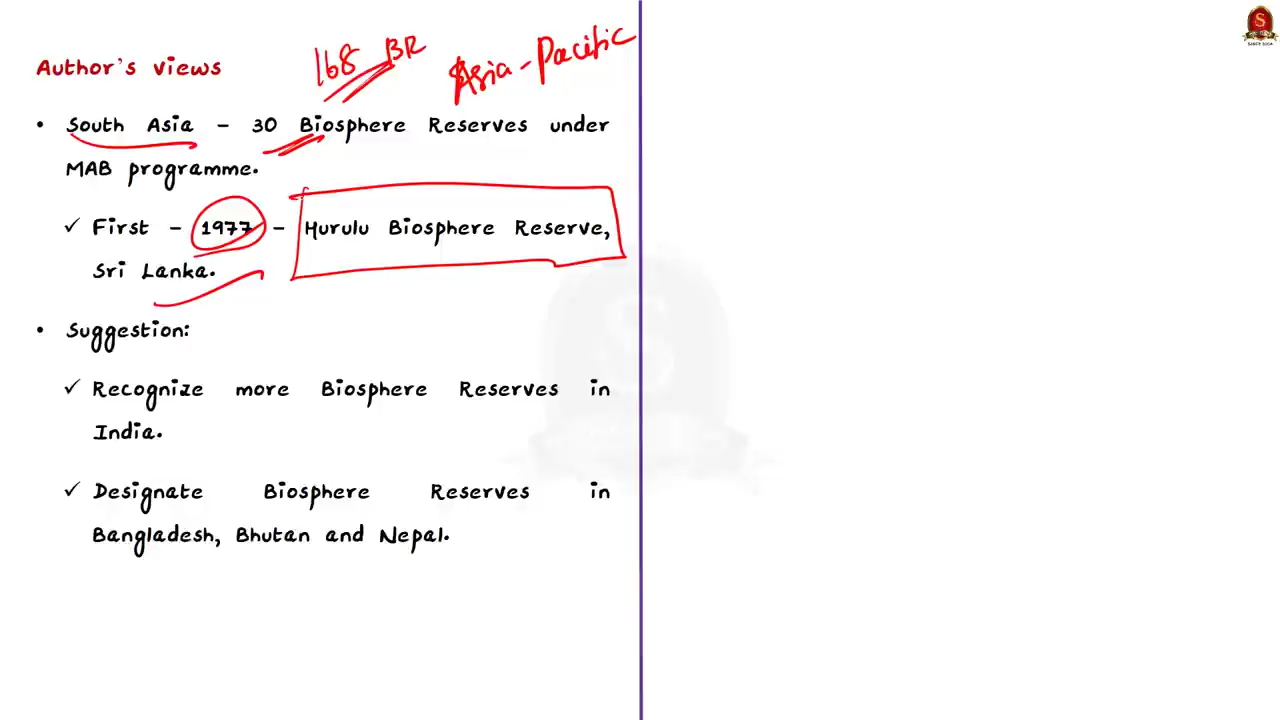 168 BR
Asia - Pacific
Author's views
• South Asia - 30 Biosphere Reserves under
MAB programme.
✓ First - 1977 - Hurulu Biosphere Reserve,
Sri Lanka.
• Suggestion:
✓ Recognize more Biosphere Reserves in
India.
✓ Designate Biosphere Reserves in
Bangladesh, Bhutan and Nepal.
S